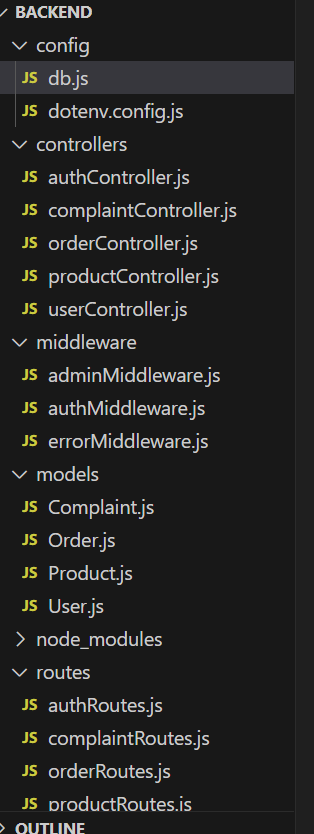 BACKEND
config
JS db.js
JS dotenv.config.js
controllers
JS authController.js
JS complaintController.js
JS orderController.js
JS productController.js
JS userController.js
middleware
JS adminMiddleware.js
JS authMiddleware.js
JS errorMiddleware.js
models
JS Complaint.js
JS Order.js
JS Product.js
JS User.js
node_modules
routes
JS authRoutes.js
JS complaintRoutes.js
JS orderRoutes.js
JS productRoutes.js
OUTLINE